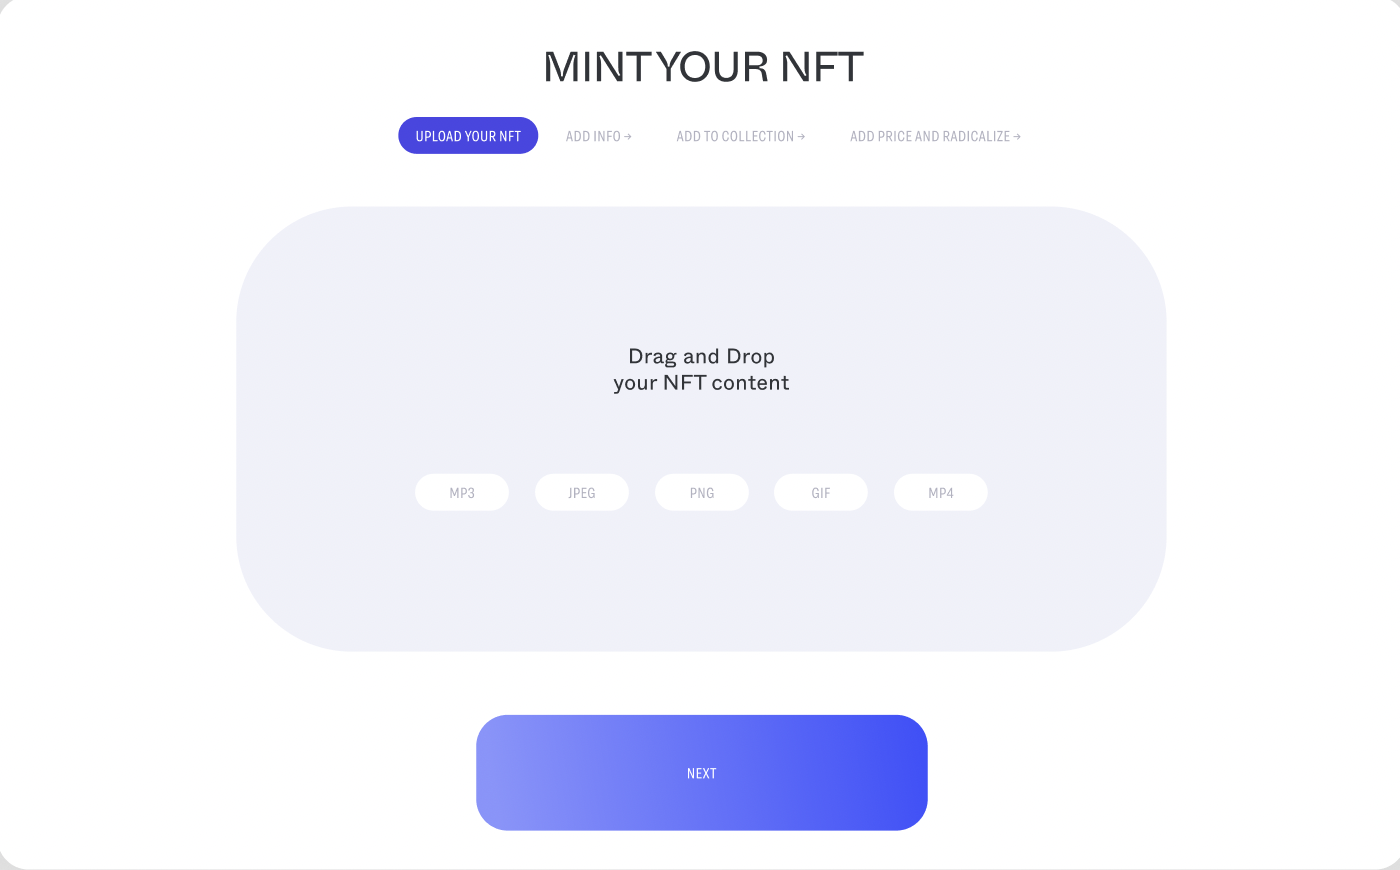 MINT YOUR NFT
UPLOAD YOUR NFT ADD INFO → ADD TO COLLECTION → ADD PRICE AND RADICALIZE →
Drag and Drop
your NFT content
MP3 JPEG PNG GIF MP4
NEXT